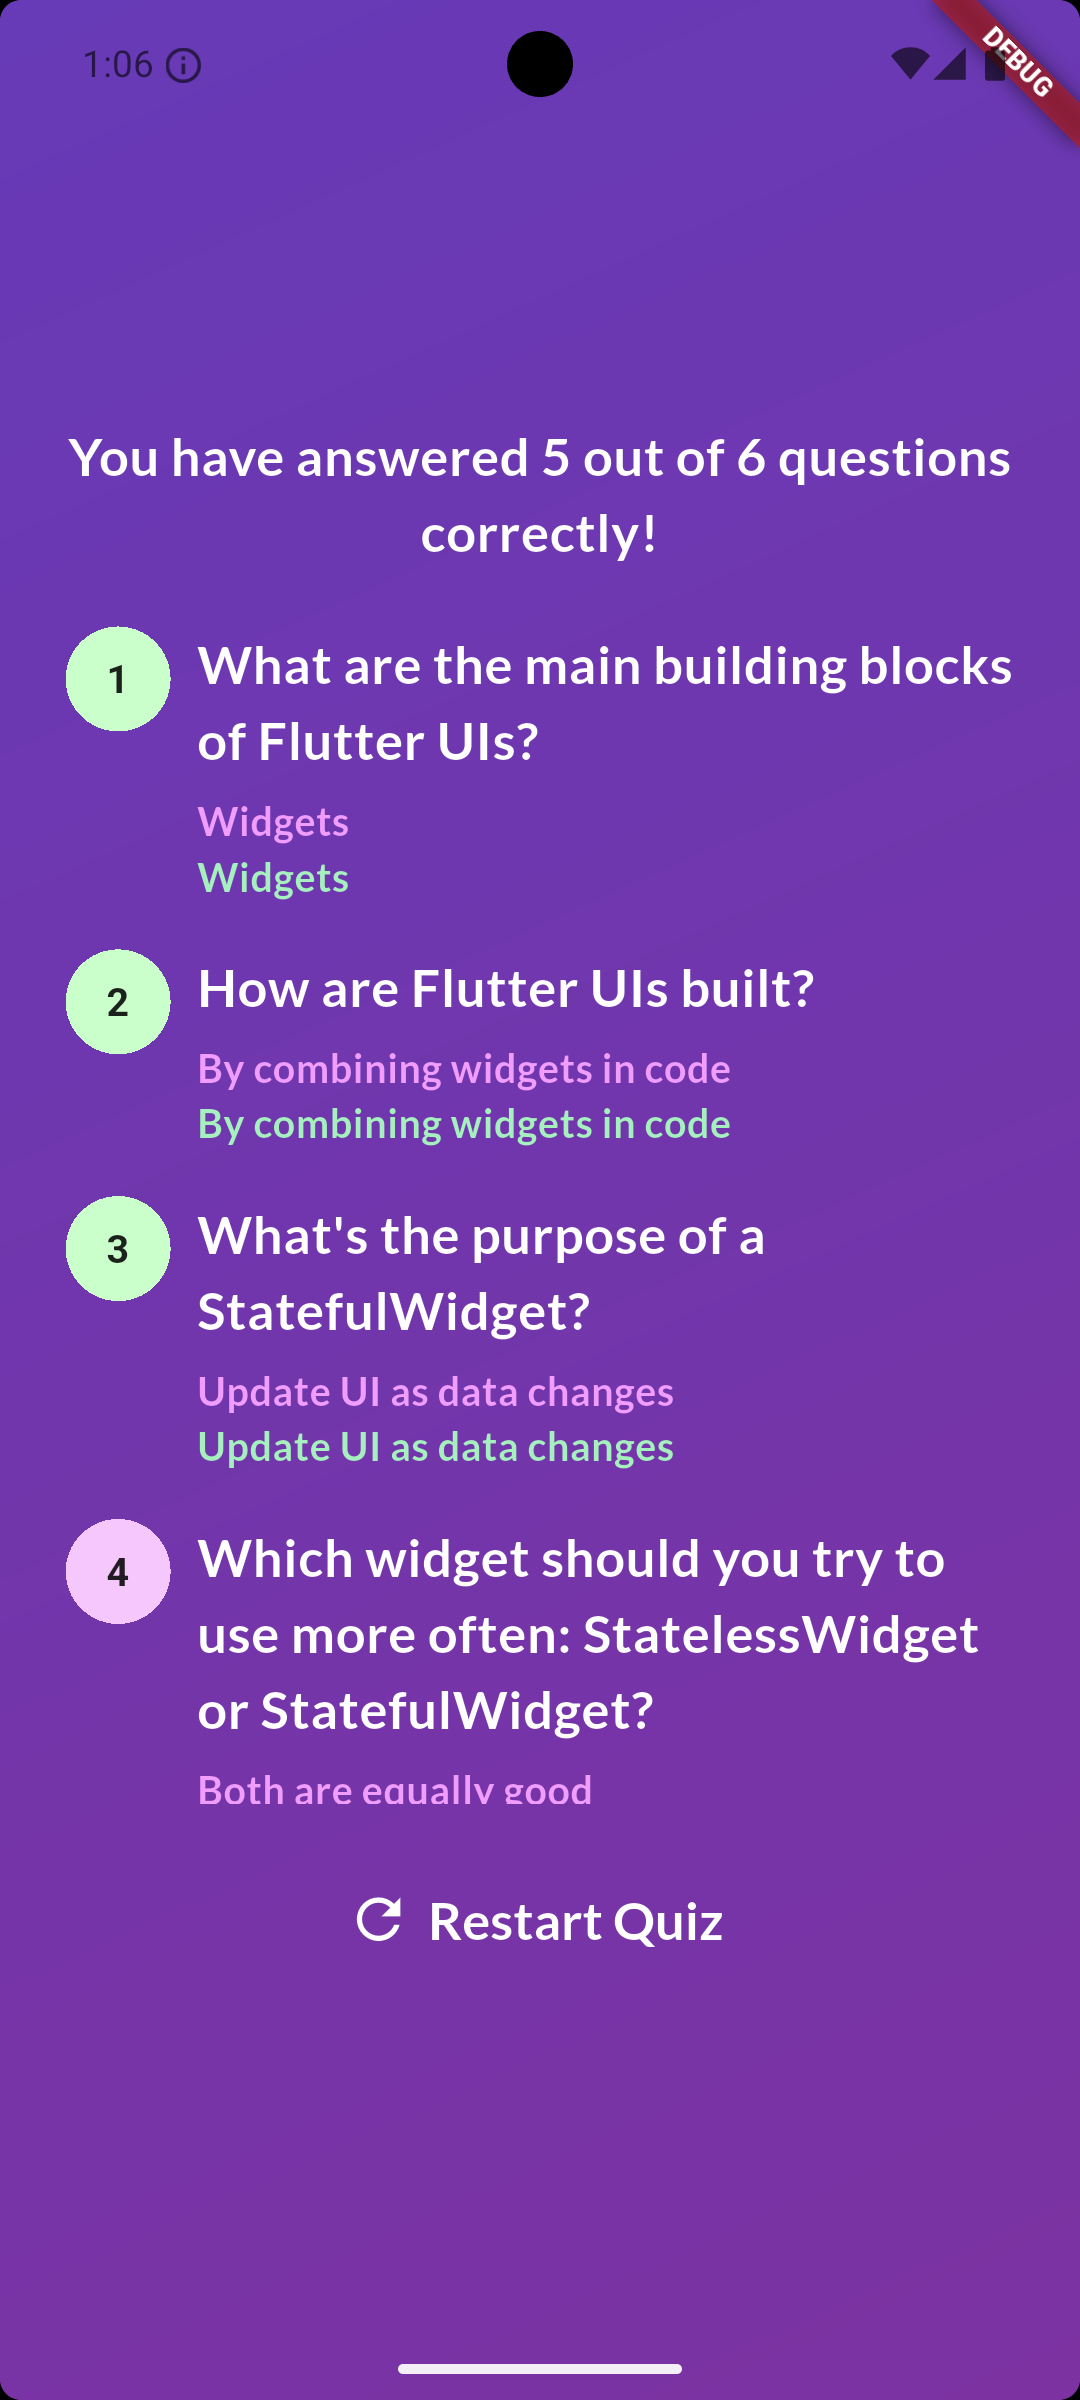 1:06
DEBUG
You have answered 5 out of 6 questions
correctly!
1
What are the main building blocks
of Flutter UIs?
Widgets
Widgets
2
How are Flutter UIs built?
By combining widgets in code
By combining widgets in code
3
What's the purpose of a
StatefulWidget?
Update UI as data changes
Update UI as data changes
4
Which widget should you try to
use more often: StatelessWidget
or StatefulWidget?
Both are equally good
Restart Quiz